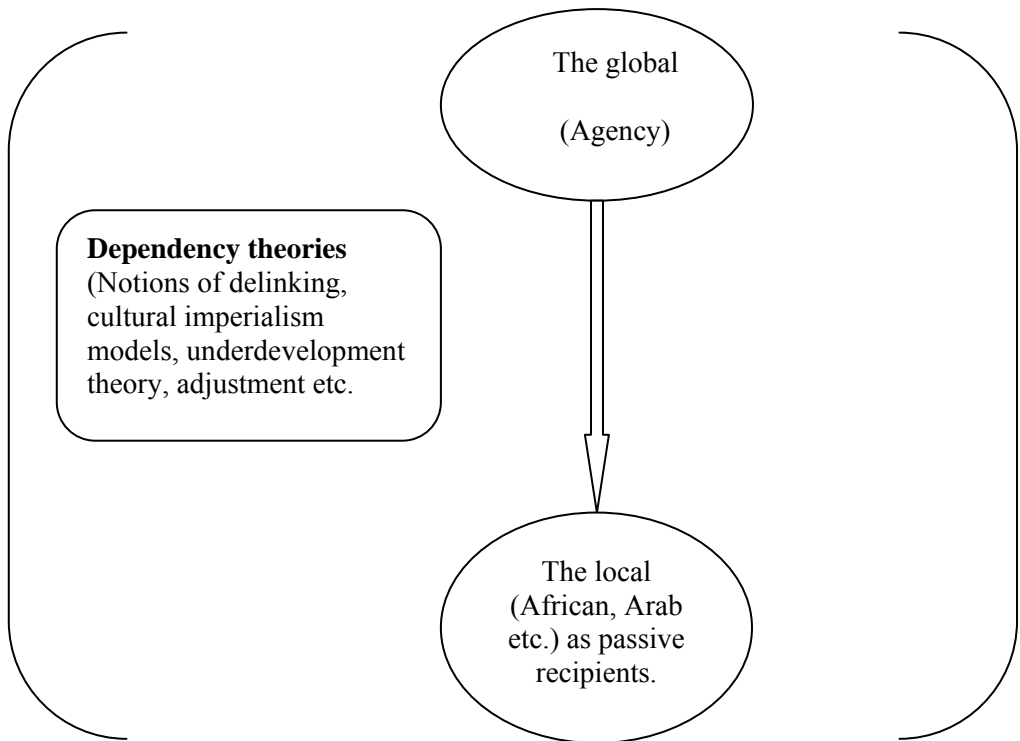 The global
(Agency)
Dependency theories
(Notions of delinking,
cultural imperialism
models, underdevelopment
theory, adjustment etc.
The local
(African, Arab
etc.) as passive
recipients.